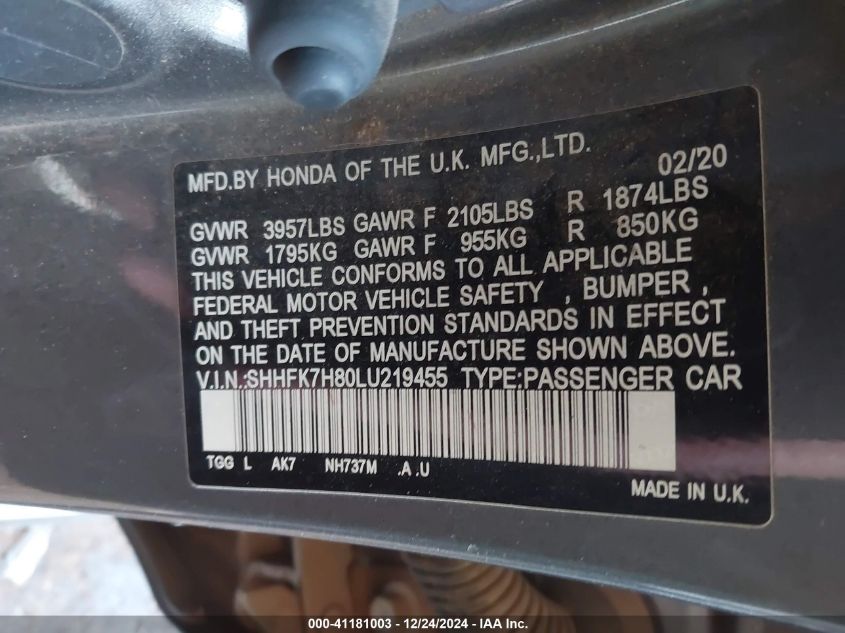 MFD.BY HONDA OF THE U.K. MFG.,LTD. 02/20
GVWR 3957LBS GAWR F 2105LBS R 1874LBS
GVWR 1795KG GAWR F 955KG R 850KG
THIS VEHICLE CONFORMS TO ALL APPLICABLE
FEDERAL MOTOR VEHICLE SAFETY , BUMPER ,
AND THEFT PREVENTION STANDARDS IN EFFECT
ON THE DATE OF MANUFACTURE SHOWN ABOVE.
V.I.N.:SHHFK7H80LU219455 TYPE:PASSENGER CAR
TGG L AK7 NH737M .A .U
MADE IN U.K.
000-41181003 - 12/24/2024 - IAA Inc.